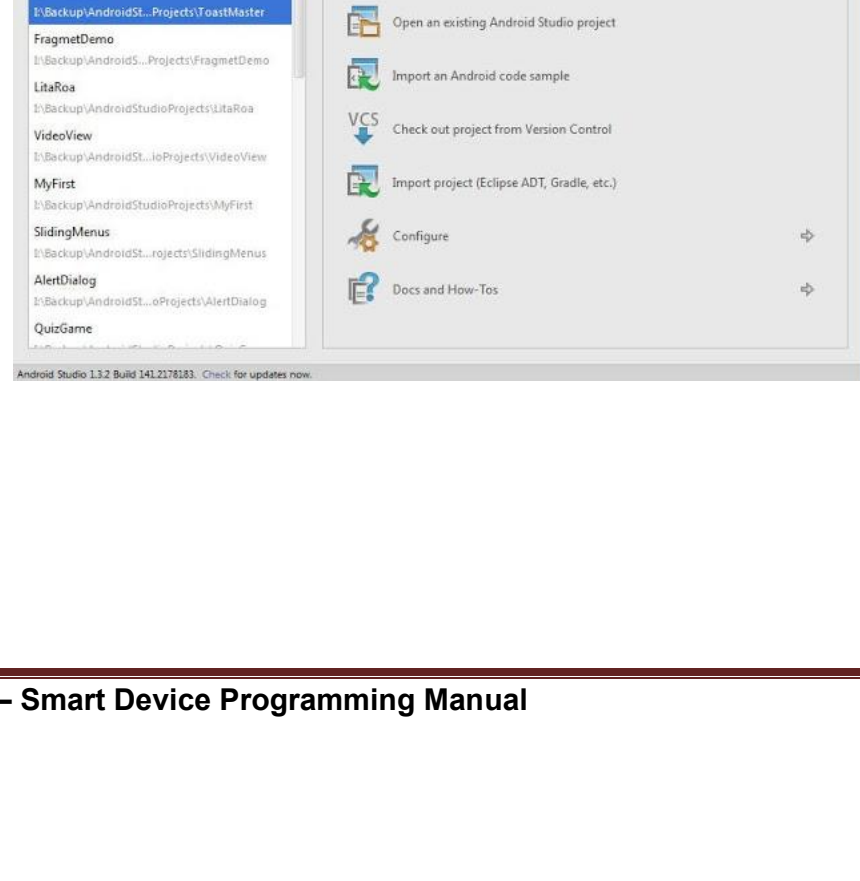 I:\Backup\AndroidSt...Projects\ToastMaster
FragmetDemo
I:\Backup\AndroidS...Projects\FragmetDemo
LitaRoa
I:\Backup\AndroidStudioProjects\LitaRoa
VideoView
I:\Backup\AndroidSt...ioProjects\VideoView
MyFirst
I:\Backup\AndroidStudioProjects\MyFirst
SlidingMenus
I:\Backup\AndroidSt...rojects\SlidingMenus
AlertDialog
I:\Backup\AndroidSt...oProjects\AlertDialog
QuizGame
Open an existing Android Studio project
Import an Android code sample
VCS
Check out project from Version Control
Import project (Eclipse ADT, Gradle, etc.)
Configure
Docs and How-Tos
Android Studio 1.3.2 Build 141.2178183. Check for updates now.
– Smart Device Programming Manual